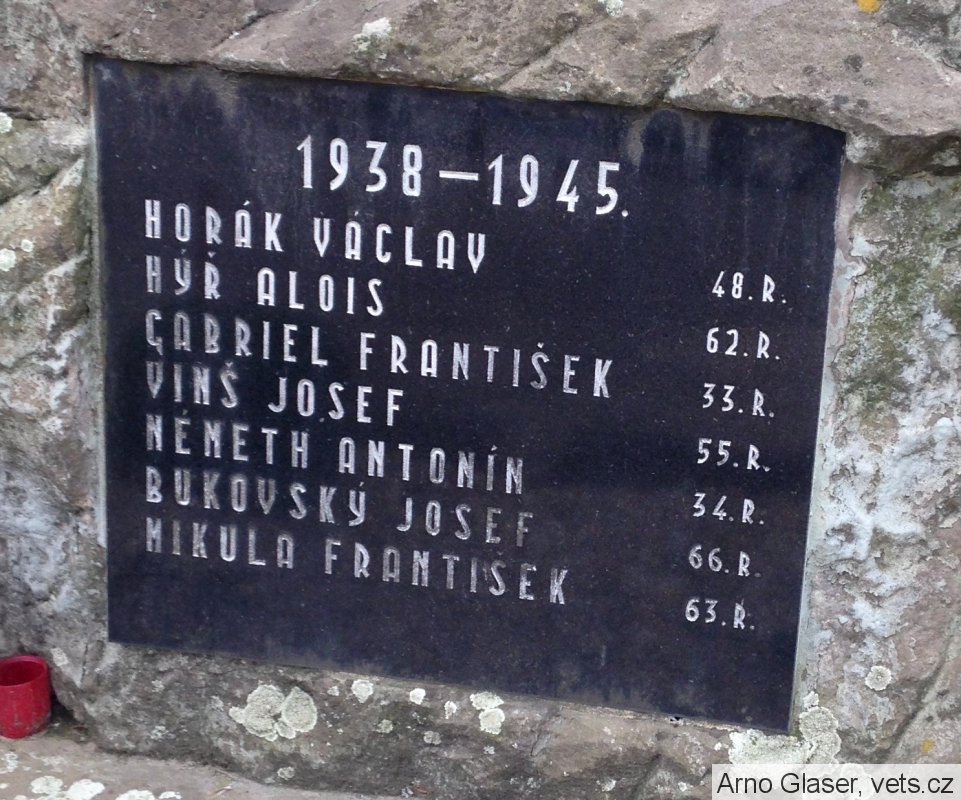 1938–1945.
HORÁK VÁCLAV 48.R.
HÝŘ ALOIS 62.R.
GABRIEL FRANTIŠEK 33.R.
VINŠ JOSEF 55.R.
NÉMETH ANTONÍN 34.R.
BUKOVSKÝ JOSEF 66.R.
MIKULA FRANTIŠEK 63.R.
Arno Glaser, vets.cz